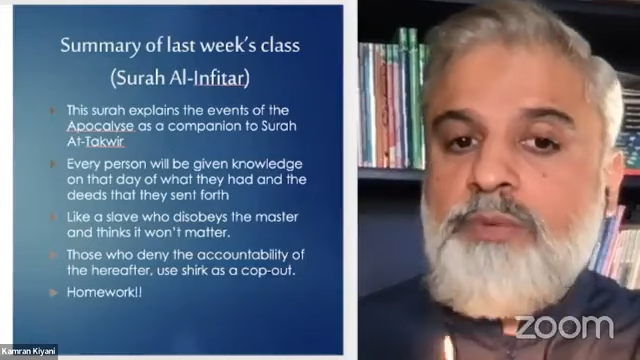 Summary of last week's class
(Surah Al-Infitar)
This surah explains the events of the
Apocalyse as a companion to Surah
At-Takwir
Every person will be given knowledge
on that day of what they had and the
deeds that they sent forth
Like a slave who disobeys the master
and thinks it won't matter.
Those who deny the accountability of
the hereafter, use shirk as a cop-out.
Homework!!
Kamran Kiyani
zoom